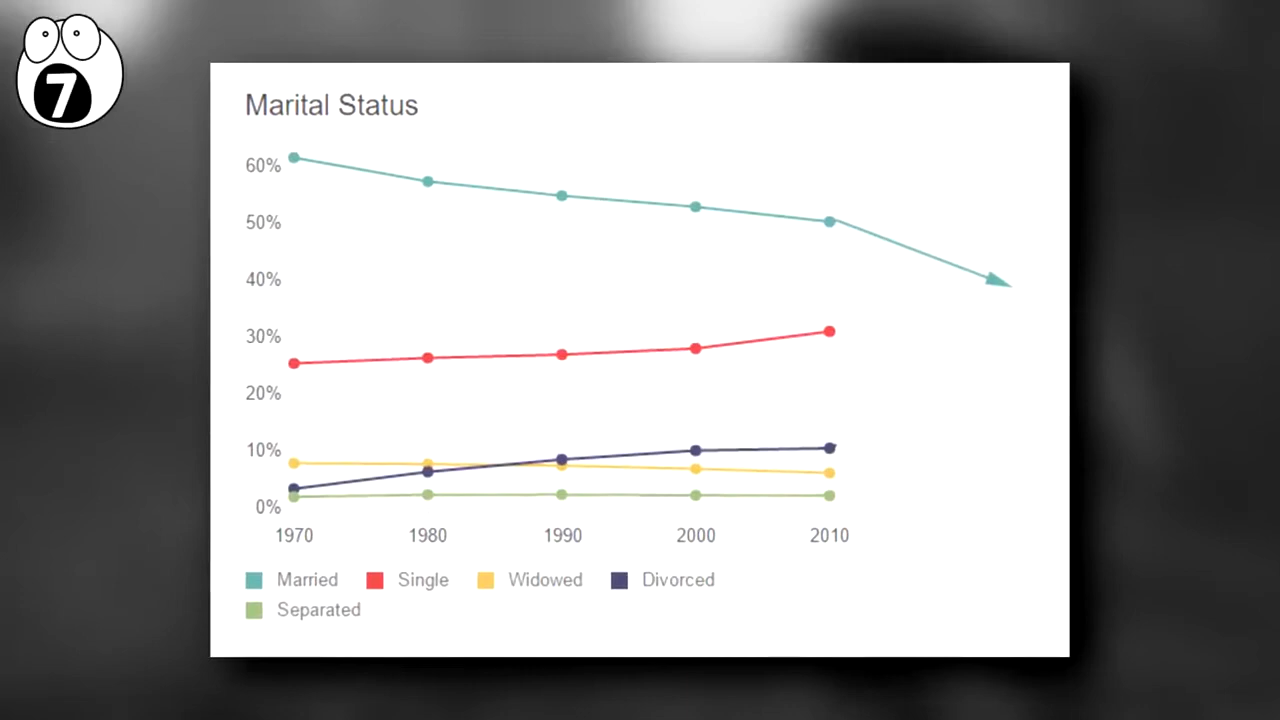 7
Marital Status
60%
50%
40%
30%
20%
10%
0%
1970 1980 1990 2000 2010
Married Single Widowed Divorced
Separated